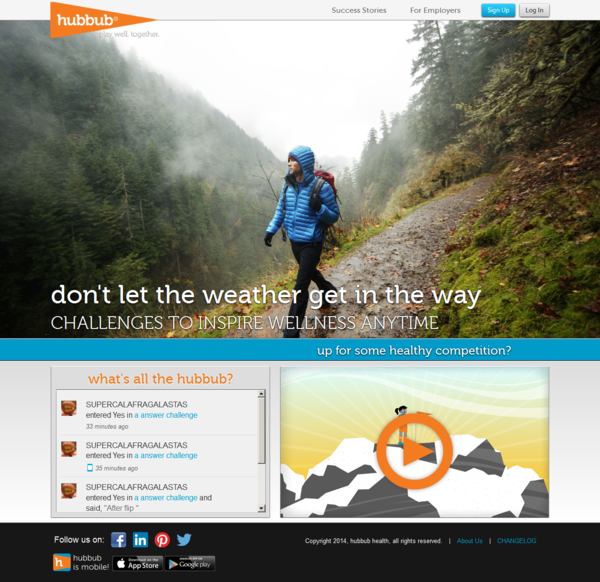 Success Stories For Employers Sign Up Log In
hubbub®
well. together.
don't let the weather get in the way
CHALLENGES TO INSPIRE WELLNESS ANYTIME
up for some healthy competition?
what's all the hubbub?
SUPERCALAFRAGALASTAS
entered Yes in a answer challenge
33 minutes ago
SUPERCALAFRAGALASTAS
entered Yes in a answer challenge
35 minutes ago
SUPERCALAFRAGALASTAS
entered Yes in a answer challenge and
said, "After flip "
Follow us on:
Copyright 2014, hubbub health, all rights reserved. | About Us | CHANGELOG
h hubbub
is mobile!
Download on the
App Store
Google play